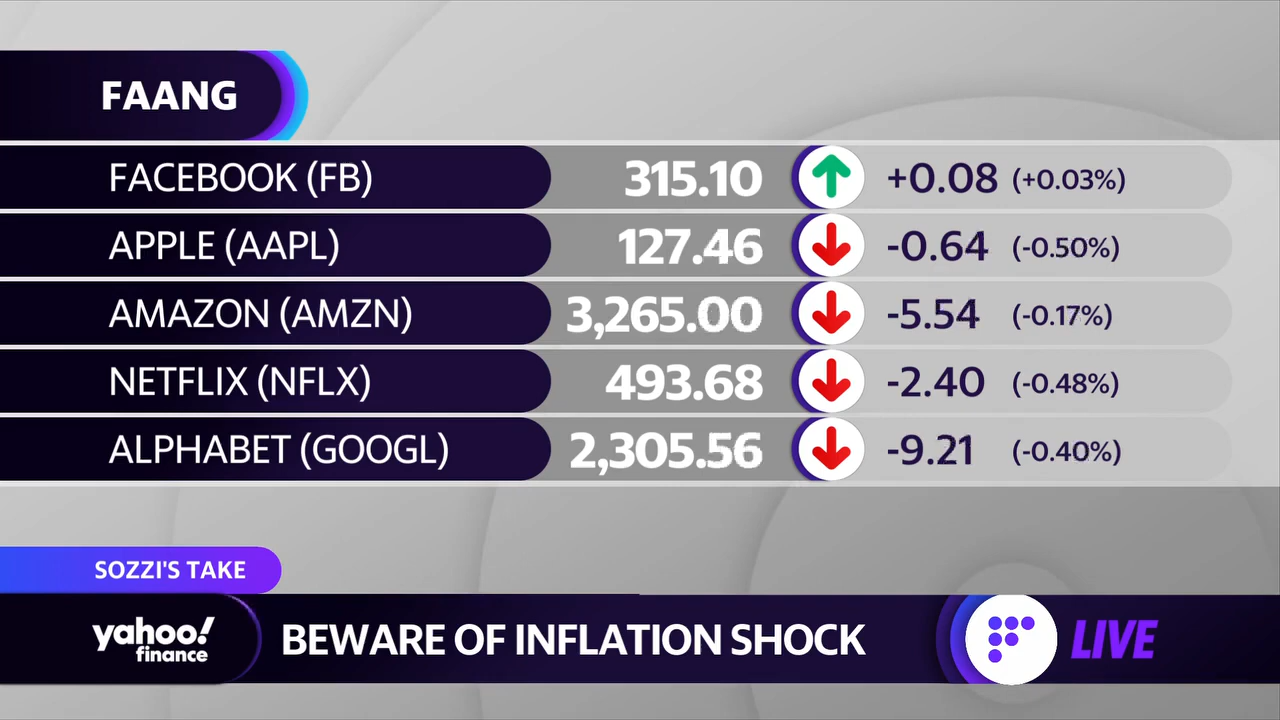 FAANG
FACEBOOK (FB) 315.10 +0.08 (+0.03%)
APPLE (AAPL) 127.46 -0.64 (-0.50%)
AMAZON (AMZN) 3,265.00 -5.54 (-0.17%)
NETFLIX (NFLX) 493.68 -2.40 (-0.48%)
ALPHABET (GOOGL) 2,305.56 -9.21 (-0.40%)
SOZZI'S TAKE
yahoo!
finance
BEWARE OF INFLATION SHOCK
LIVE